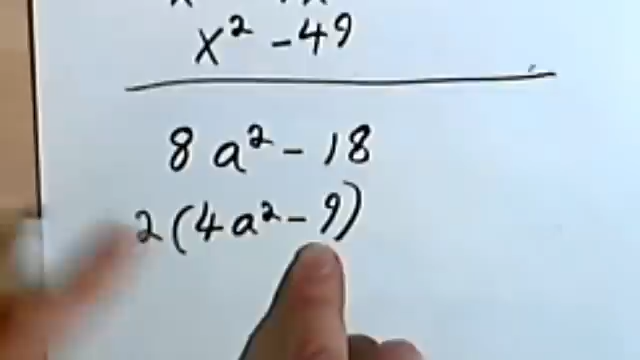 x² - 49
8a² - 18
2(4a² - 9)